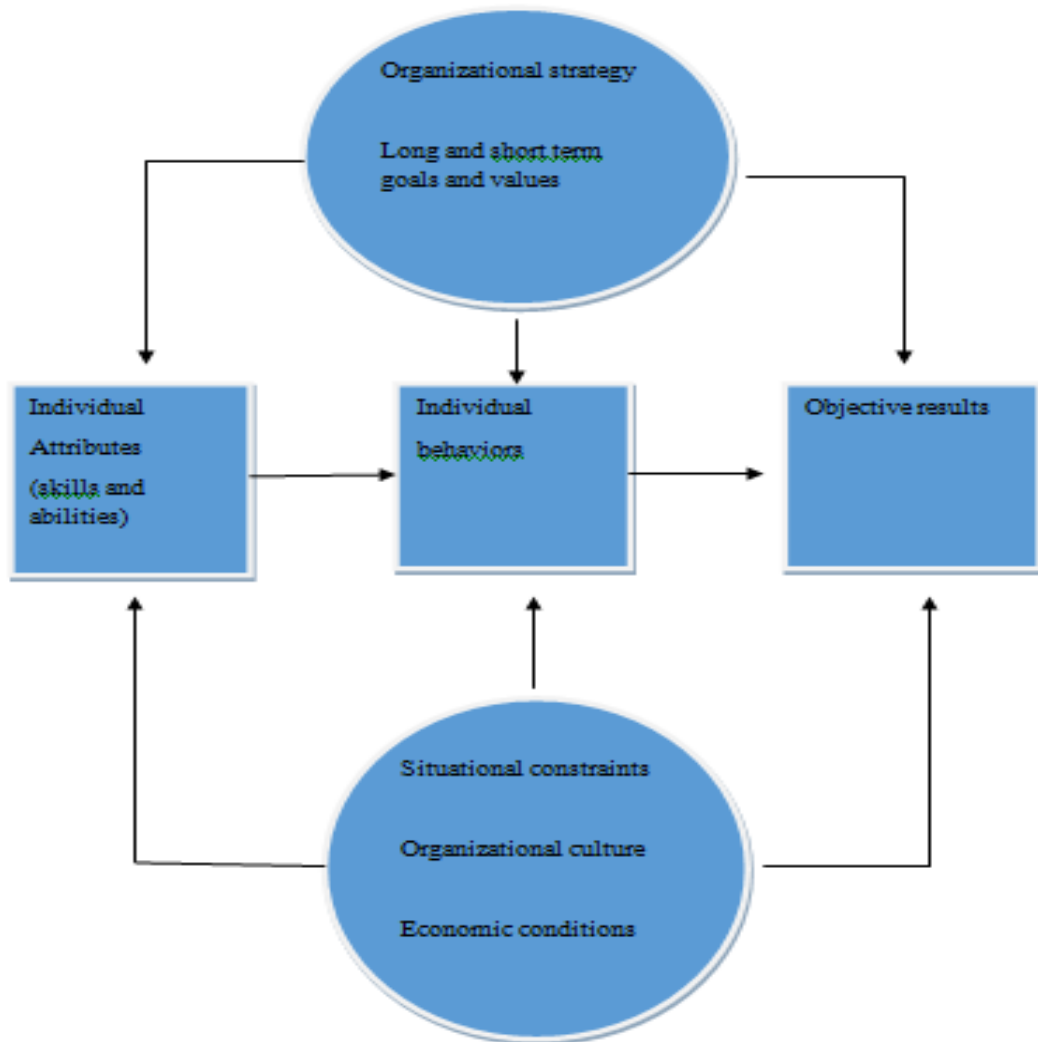 Organizational strategy
Long and short term
goals and values
Individual
Attributes
(skills and
abilities)
Individual
behaviors
Objective results
Situational constraints
Organizational culture
Economic conditions